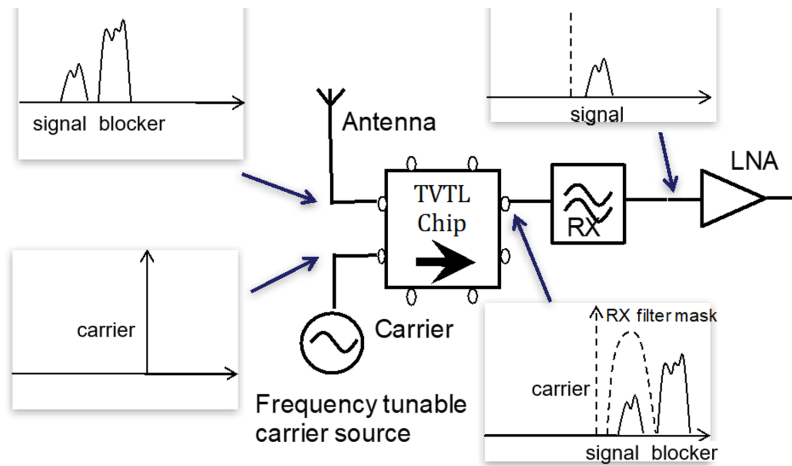 signal blocker
Antenna
signal
LNA
TVTL
Chip
RX
carrier
Carrier
Frequency tunable
carrier source
RX filter mask
carrier
signal blocker